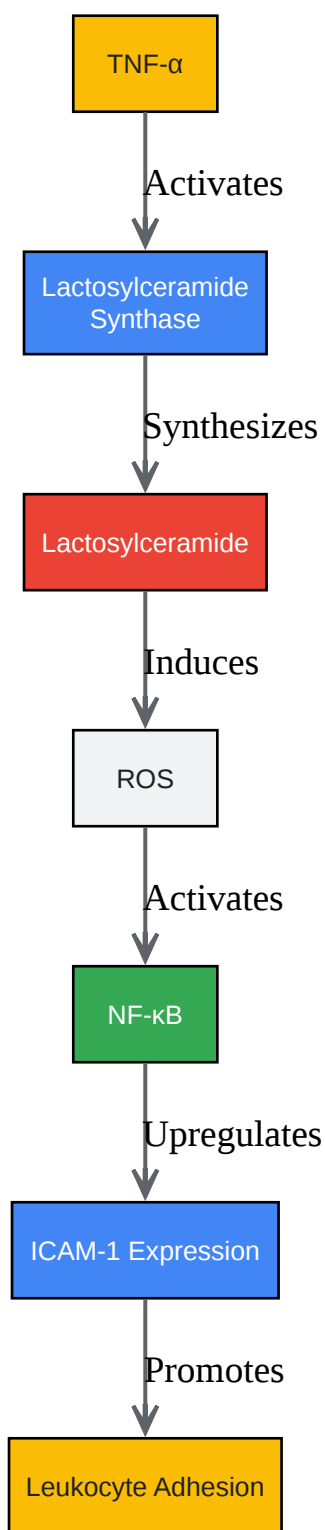 TNF-α
Activates
Lactosylceramide
Synthase
Synthesizes
Lactosylceramide
Induces
ROS
Activates
NF-κB
Upregulates
ICAM-1 Expression
Promotes
Leukocyte Adhesion